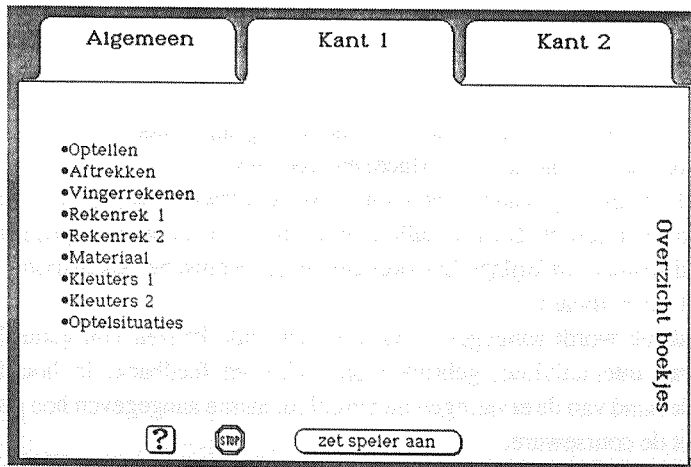 Algemeen
Kant 1
Kant 2
•Optellen
•Aftrekken
•Vingerrekenen
•Rekenrek 1
•Rekenrek 2
•Materiaal
•Kleuters 1
•Kleuters 2
•Optelsituaties
Overzicht boekjes
?
STOP
zet speler aan